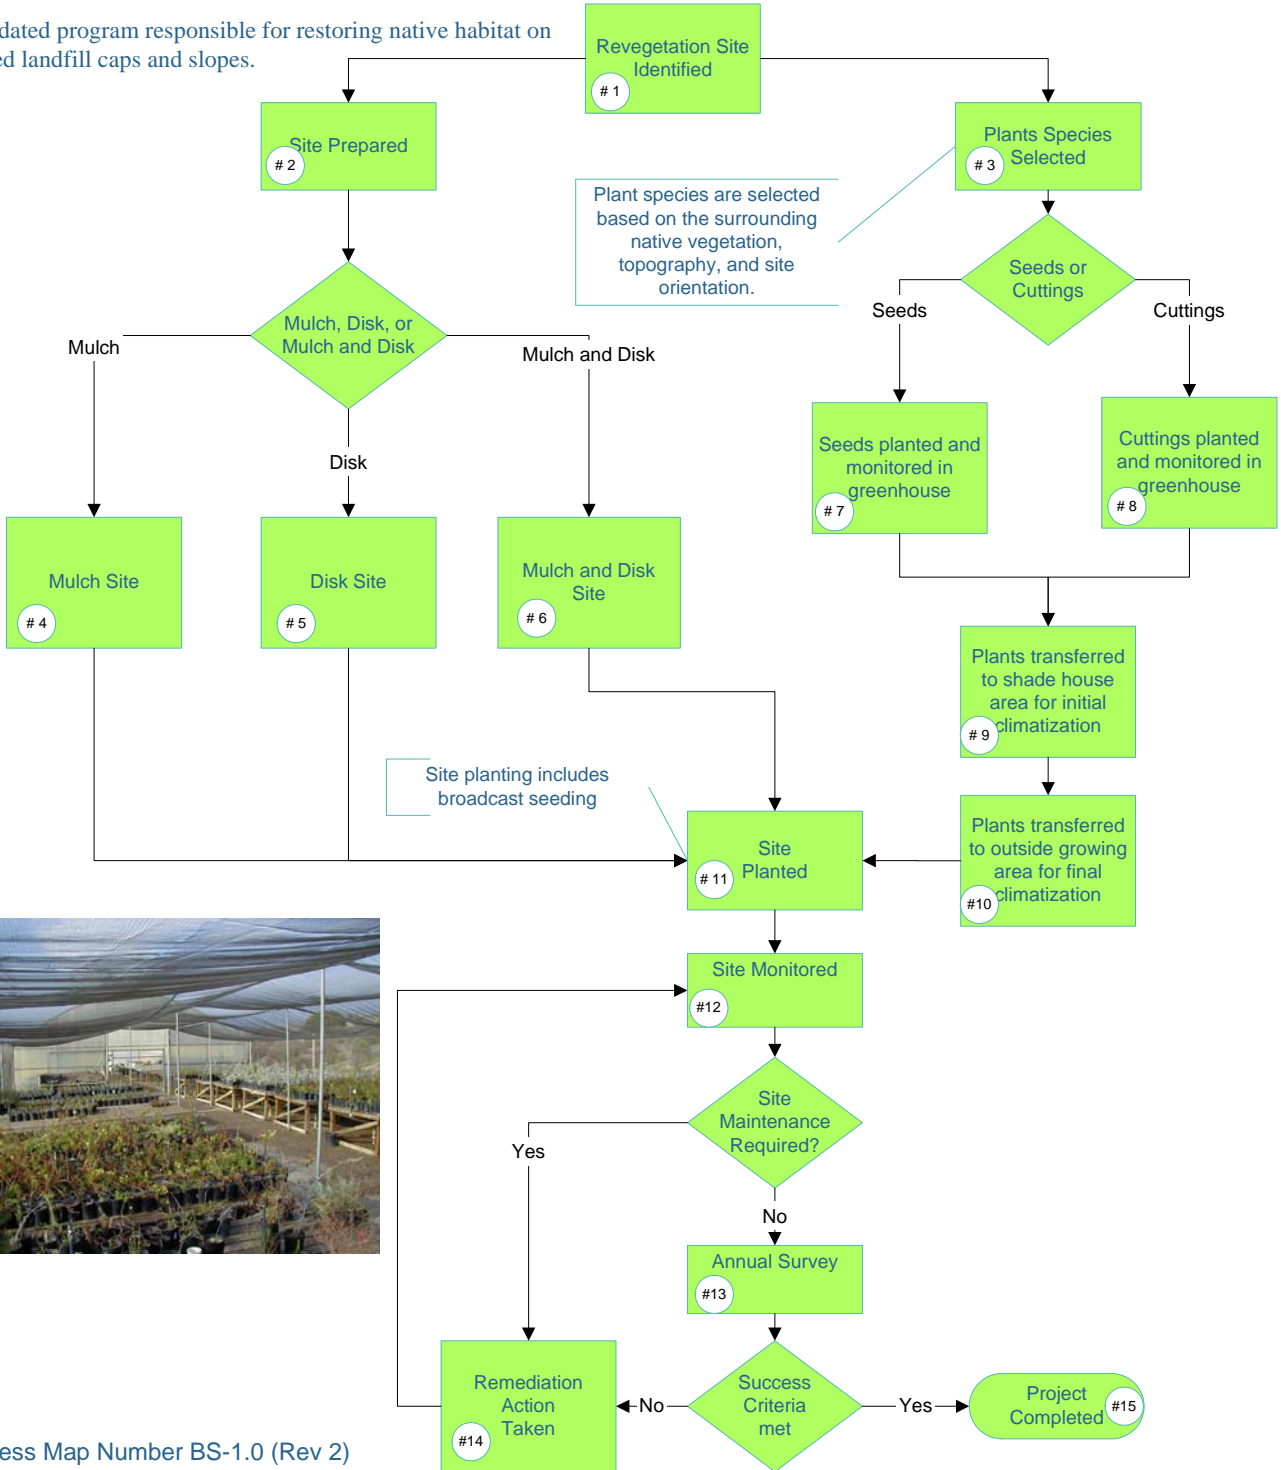 dated program responsible for restoring native habitat on
ed landfill caps and slopes.
Revegetation Site
Identified
# 1
Site Prepared
# 2
Plants Species
Selected
# 3
Plant species are selected
based on the surrounding
native vegetation,
topography, and site
orientation.
Seeds or
Cuttings
Seeds
Cuttings
Mulch, Disk, or
Mulch and Disk
Mulch
Mulch and Disk
Disk
Seeds planted and
monitored in
greenhouse
# 7
Cuttings planted
and monitored in
greenhouse
# 8
Mulch Site
# 4
Disk Site
# 5
Mulch and Disk
Site
# 6
Plants transferred
to shade house
area for initial
climatization
# 9
Site planting includes
broadcast seeding
Plants transferred
to outside growing
area for final
climatization
#10
Site
Planted
# 11
Site Monitored
#12
Site
Maintenance
Required?
Yes
No
Annual Survey
#13
Success
Criteria
met
No
Yes
Remediation
Action
Taken
#14
Project
Completed
#15
ess Map Number BS-1.0 (Rev 2)